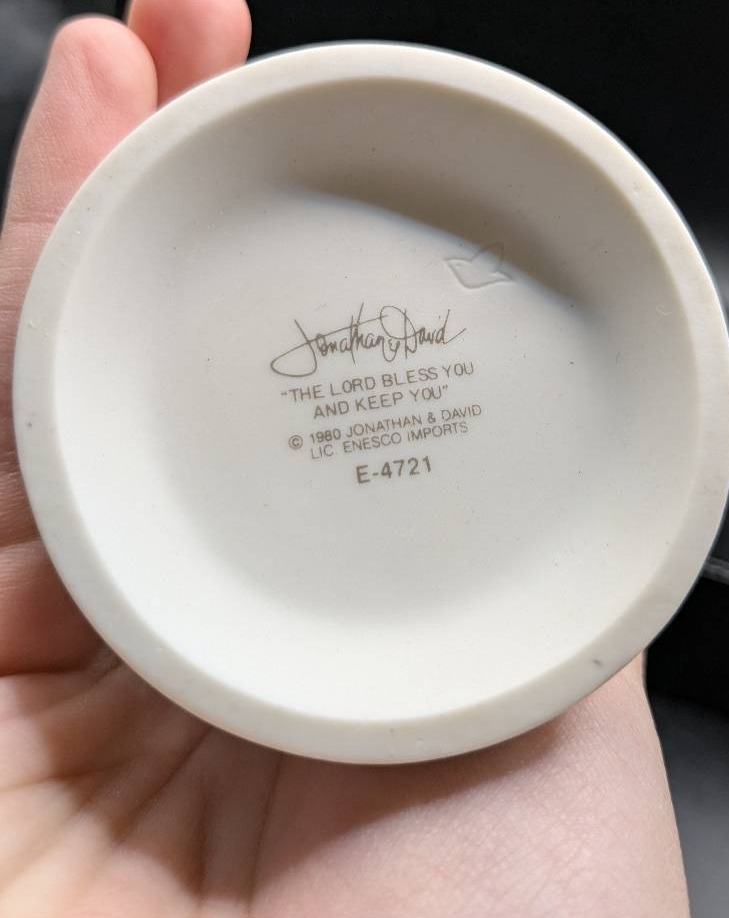 Jonathan & David
"THE LORD BLESS YOU
AND KEEP YOU"
© 1980 JONATHAN & DAVID
LIC. ENESCO IMPORTS
E-4721